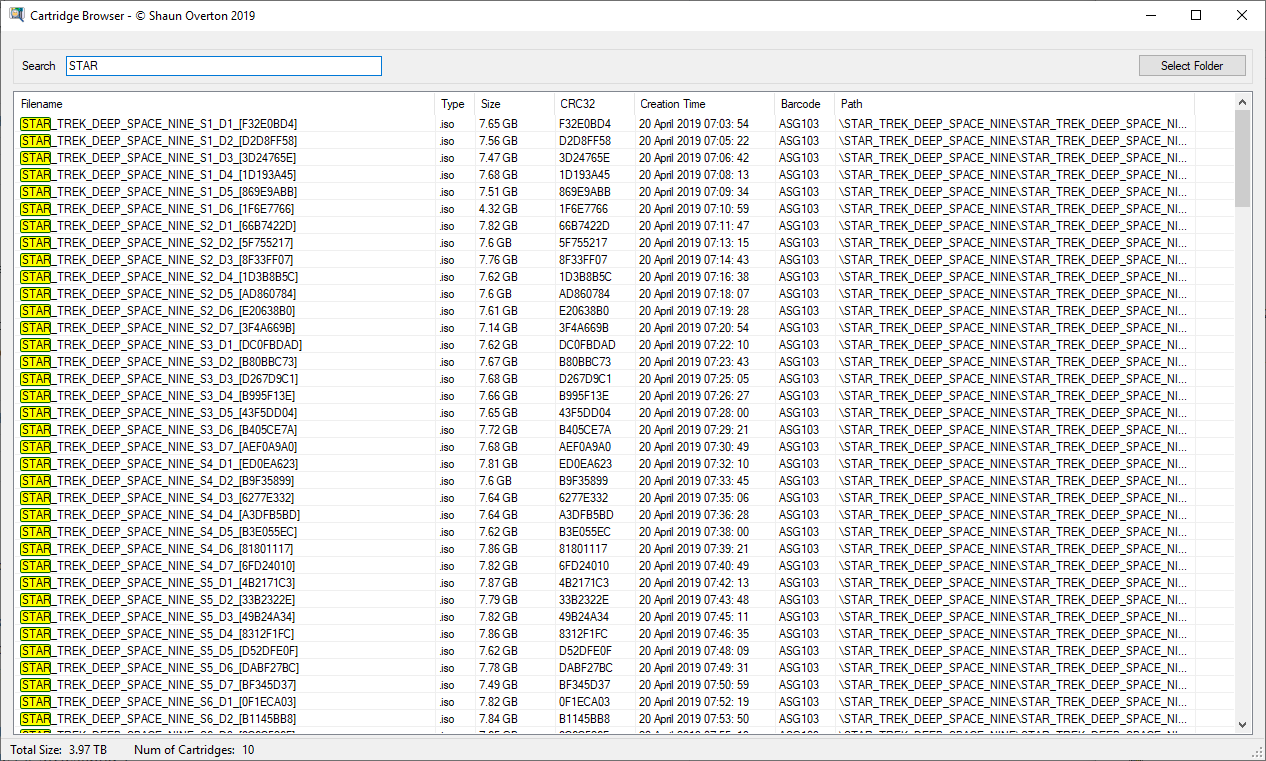 Cartridge Browser - © Shaun Overton 2019
Search STAR Select Folder
Filename Type Size CRC32 Creation Time Barcode Path
STAR_TREK_DEEP_SPACE_NINE_S1_D1_[F32E0BD4] .iso 7.65 GB F32E0BD4 20 April 2019 07:03: 54 ASG103 \STAR_TREK_DEEP_SPACE_NINE\STAR_TREK_DEEP_SPACE_NI...
STAR_TREK_DEEP_SPACE_NINE_S1_D2_[D2D8FF58] .iso 7.56 GB D2D8FF58 20 April 2019 07:05: 22 ASG103 \STAR_TREK_DEEP_SPACE_NINE\STAR_TREK_DEEP_SPACE_NI...
STAR_TREK_DEEP_SPACE_NINE_S1_D3_[3D24765E] .iso 7.47 GB 3D24765E 20 April 2019 07:06: 42 ASG103 \STAR_TREK_DEEP_SPACE_NINE\STAR_TREK_DEEP_SPACE_NI...
STAR_TREK_DEEP_SPACE_NINE_S1_D4_[1D193A45] .iso 7.68 GB 1D193A45 20 April 2019 07:08: 13 ASG103 \STAR_TREK_DEEP_SPACE_NINE\STAR_TREK_DEEP_SPACE_NI...
STAR_TREK_DEEP_SPACE_NINE_S1_D5_[869E9ABB] .iso 7.51 GB 869E9ABB 20 April 2019 07:09: 34 ASG103 \STAR_TREK_DEEP_SPACE_NINE\STAR_TREK_DEEP_SPACE_NI...
STAR_TREK_DEEP_SPACE_NINE_S1_D6_[1F6E7766] .iso 4.32 GB 1F6E7766 20 April 2019 07:10: 59 ASG103 \STAR_TREK_DEEP_SPACE_NINE\STAR_TREK_DEEP_SPACE_NI...
STAR_TREK_DEEP_SPACE_NINE_S2_D1_[66B7422D] .iso 7.82 GB 66B7422D 20 April 2019 07:11: 47 ASG103 \STAR_TREK_DEEP_SPACE_NINE\STAR_TREK_DEEP_SPACE_NI...
STAR_TREK_DEEP_SPACE_NINE_S2_D2_[5F755217] .iso 7.6 GB 5F755217 20 April 2019 07:13: 15 ASG103 \STAR_TREK_DEEP_SPACE_NINE\STAR_TREK_DEEP_SPACE_NI...
STAR_TREK_DEEP_SPACE_NINE_S2_D3_[8F33FF07] .iso 7.76 GB 8F33FF07 20 April 2019 07:14: 43 ASG103 \STAR_TREK_DEEP_SPACE_NINE\STAR_TREK_DEEP_SPACE_NI...
STAR_TREK_DEEP_SPACE_NINE_S2_D4_[1D3B8B5C] .iso 7.62 GB 1D3B8B5C 20 April 2019 07:16: 38 ASG103 \STAR_TREK_DEEP_SPACE_NINE\STAR_TREK_DEEP_SPACE_NI...
STAR_TREK_DEEP_SPACE_NINE_S2_D5_[AD860784] .iso 7.6 GB AD860784 20 April 2019 07:18: 07 ASG103 \STAR_TREK_DEEP_SPACE_NINE\STAR_TREK_DEEP_SPACE_NI...
STAR_TREK_DEEP_SPACE_NINE_S2_D6_[E20638B0] .iso 7.61 GB E20638B0 20 April 2019 07:19: 28 ASG103 \STAR_TREK_DEEP_SPACE_NINE\STAR_TREK_DEEP_SPACE_NI...
STAR_TREK_DEEP_SPACE_NINE_S2_D7_[3F4A669B] .iso 7.14 GB 3F4A669B 20 April 2019 07:20: 54 ASG103 \STAR_TREK_DEEP_SPACE_NINE\STAR_TREK_DEEP_SPACE_NI...
STAR_TREK_DEEP_SPACE_NINE_S3_D1_[DC0FBDAD] .iso 7.62 GB DC0FBDAD 20 April 2019 07:22: 10 ASG103 \STAR_TREK_DEEP_SPACE_NINE\STAR_TREK_DEEP_SPACE_NI...
STAR_TREK_DEEP_SPACE_NINE_S3_D2_[B80BBC73] .iso 7.67 GB B80BBC73 20 April 2019 07:23: 43 ASG103 \STAR_TREK_DEEP_SPACE_NINE\STAR_TREK_DEEP_SPACE_NI...
STAR_TREK_DEEP_SPACE_NINE_S3_D3_[D267D9C1] .iso 7.68 GB D267D9C1 20 April 2019 07:25: 05 ASG103 \STAR_TREK_DEEP_SPACE_NINE\STAR_TREK_DEEP_SPACE_NI...
STAR_TREK_DEEP_SPACE_NINE_S3_D4_[B995F13E] .iso 7.66 GB B995F13E 20 April 2019 07:26: 27 ASG103 \STAR_TREK_DEEP_SPACE_NINE\STAR_TREK_DEEP_SPACE_NI...
STAR_TREK_DEEP_SPACE_NINE_S3_D5_[43F5DD04] .iso 7.65 GB 43F5DD04 20 April 2019 07:28: 00 ASG103 \STAR_TREK_DEEP_SPACE_NINE\STAR_TREK_DEEP_SPACE_NI...
STAR_TREK_DEEP_SPACE_NINE_S3_D6_[B405CE7A] .iso 7.72 GB B405CE7A 20 April 2019 07:29: 21 ASG103 \STAR_TREK_DEEP_SPACE_NINE\STAR_TREK_DEEP_SPACE_NI...
STAR_TREK_DEEP_SPACE_NINE_S3_D7_[AEF0A9A0] .iso 7.68 GB AEF0A9A0 20 April 2019 07:30: 49 ASG103 \STAR_TREK_DEEP_SPACE_NINE\STAR_TREK_DEEP_SPACE_NI...
STAR_TREK_DEEP_SPACE_NINE_S4_D1_[ED0EA623] .iso 7.81 GB ED0EA623 20 April 2019 07:32: 10 ASG103 \STAR_TREK_DEEP_SPACE_NINE\STAR_TREK_DEEP_SPACE_NI...
STAR_TREK_DEEP_SPACE_NINE_S4_D2_[B9F35899] .iso 7.6 GB B9F35899 20 April 2019 07:33: 45 ASG103 \STAR_TREK_DEEP_SPACE_NINE\STAR_TREK_DEEP_SPACE_NI...
STAR_TREK_DEEP_SPACE_NINE_S4_D3_[6277E332] .iso 7.64 GB 6277E332 20 April 2019 07:35: 06 ASG103 \STAR_TREK_DEEP_SPACE_NINE\STAR_TREK_DEEP_SPACE_NI...
STAR_TREK_DEEP_SPACE_NINE_S4_D4_[A3DFB5BD] .iso 7.64 GB A3DFB5BD 20 April 2019 07:36: 28 ASG103 \STAR_TREK_DEEP_SPACE_NINE\STAR_TREK_DEEP_SPACE_NI...
STAR_TREK_DEEP_SPACE_NINE_S4_D5_[B3E055EC] .iso 7.62 GB B3E055EC 20 April 2019 07:38: 00 ASG103 \STAR_TREK_DEEP_SPACE_NINE\STAR_TREK_DEEP_SPACE_NI...
STAR_TREK_DEEP_SPACE_NINE_S4_D6_[81801117] .iso 7.86 GB 81801117 20 April 2019 07:39: 21 ASG103 \STAR_TREK_DEEP_SPACE_NINE\STAR_TREK_DEEP_SPACE_NI...
STAR_TREK_DEEP_SPACE_NINE_S4_D7_[6FD24010] .iso 7.82 GB 6FD24010 20 April 2019 07:40: 49 ASG103 \STAR_TREK_DEEP_SPACE_NINE\STAR_TREK_DEEP_SPACE_NI...
STAR_TREK_DEEP_SPACE_NINE_S5_D1_[4B2171C3] .iso 7.87 GB 4B2171C3 20 April 2019 07:42: 13 ASG103 \STAR_TREK_DEEP_SPACE_NINE\STAR_TREK_DEEP_SPACE_NI...
STAR_TREK_DEEP_SPACE_NINE_S5_D2_[33B2322E] .iso 7.79 GB 33B2322E 20 April 2019 07:43: 48 ASG103 \STAR_TREK_DEEP_SPACE_NINE\STAR_TREK_DEEP_SPACE_NI...
STAR_TREK_DEEP_SPACE_NINE_S5_D3_[49B24A34] .iso 7.82 GB 49B24A34 20 April 2019 07:45: 11 ASG103 \STAR_TREK_DEEP_SPACE_NINE\STAR_TREK_DEEP_SPACE_NI...
STAR_TREK_DEEP_SPACE_NINE_S5_D4_[8312F1FC] .iso 7.86 GB 8312F1FC 20 April 2019 07:46: 35 ASG103 \STAR_TREK_DEEP_SPACE_NINE\STAR_TREK_DEEP_SPACE_NI...
STAR_TREK_DEEP_SPACE_NINE_S5_D5_[D52DFE0F] .iso 7.62 GB D52DFE0F 20 April 2019 07:48: 09 ASG103 \STAR_TREK_DEEP_SPACE_NINE\STAR_TREK_DEEP_SPACE_NI...
STAR_TREK_DEEP_SPACE_NINE_S5_D6_[DABF27BC] .iso 7.78 GB DABF27BC 20 April 2019 07:49: 31 ASG103 \STAR_TREK_DEEP_SPACE_NINE\STAR_TREK_DEEP_SPACE_NI...
STAR_TREK_DEEP_SPACE_NINE_S5_D7_[BF345D37] .iso 7.49 GB BF345D37 20 April 2019 07:50: 59 ASG103 \STAR_TREK_DEEP_SPACE_NINE\STAR_TREK_DEEP_SPACE_NI...
STAR_TREK_DEEP_SPACE_NINE_S6_D1_[0F1ECA03] .iso 7.82 GB 0F1ECA03 20 April 2019 07:52: 19 ASG103 \STAR_TREK_DEEP_SPACE_NINE\STAR_TREK_DEEP_SPACE_NI...
STAR_TREK_DEEP_SPACE_NINE_S6_D2_[B1145BB8] .iso 7.84 GB B1145BB8 20 April 2019 07:53: 50 ASG103 \STAR_TREK_DEEP_SPACE_NINE\STAR_TREK_DEEP_SPACE_NI...
Total Size: 3.97 TB Num of Cartridges: 10